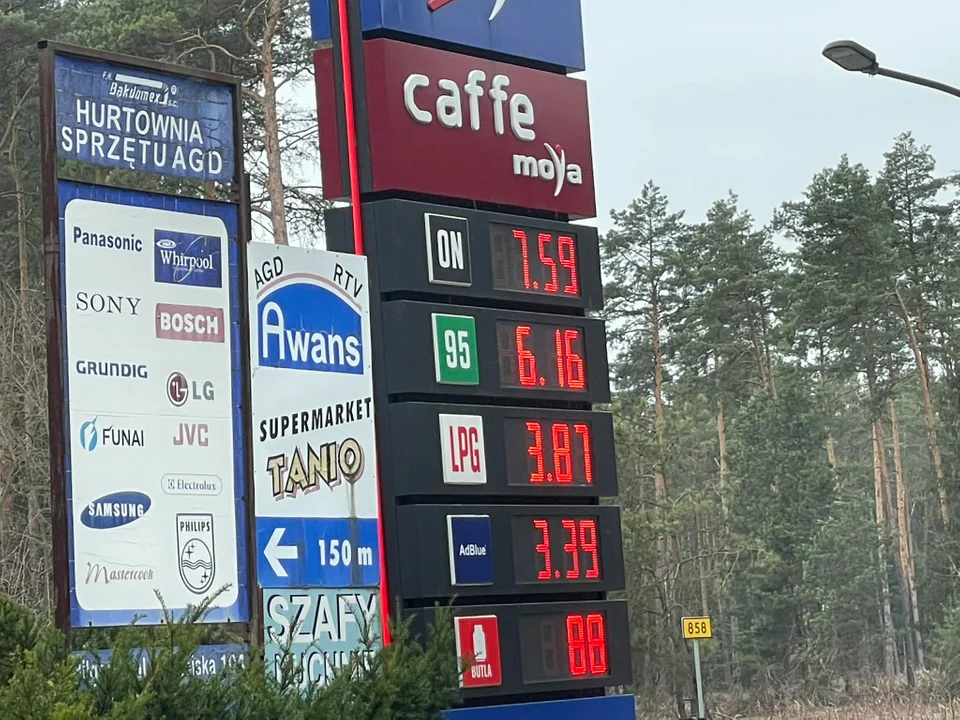 F.H.
Bakdomex
s.c.
HURTOWNIA
SPRZĘTU AGD
Panasonic
Whirlpool
SONY
BOSCH
GRUNDIG
LG
FUNAI
JVC
Electrolux
SAMSUNG
PHILIPS
Mastercook
AGD RTV
Awans
SUPERMARKET
TANIO
150 m
SZAFY
caffe
moya
ON 7.59
95 6.16
LPG 3.87
AdBlue 3.39
BUTLA 88
858